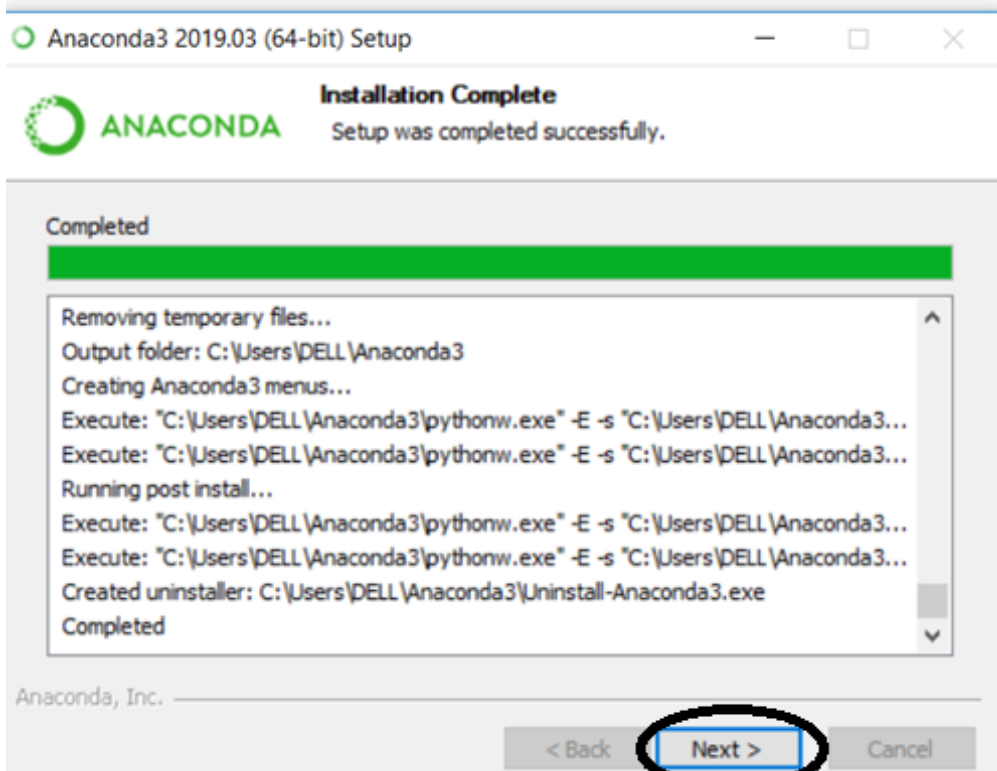 Anaconda3 2019.03 (64-bit) Setup
ANACONDA
Installation Complete
Setup was completed successfully.
Completed
Removing temporary files...
Output folder: C:\Users\DELL\Anaconda3
Creating Anaconda3 menus...
Execute: "C:\Users\DELL\Anaconda3\pythonw.exe" -E -s "C:\Users\DELL\Anaconda3...
Execute: "C:\Users\DELL\Anaconda3\pythonw.exe" -E -s "C:\Users\DELL\Anaconda3...
Running post install...
Execute: "C:\Users\DELL\Anaconda3\pythonw.exe" -E -s "C:\Users\DELL\Anaconda3...
Execute: "C:\Users\DELL\Anaconda3\pythonw.exe" -E -s "C:\Users\DELL\Anaconda3...
Created uninstaller: C:\Users\DELL\Anaconda3\Uninstall-Anaconda3.exe
Completed
Anaconda, Inc.
< Back Next > Cancel